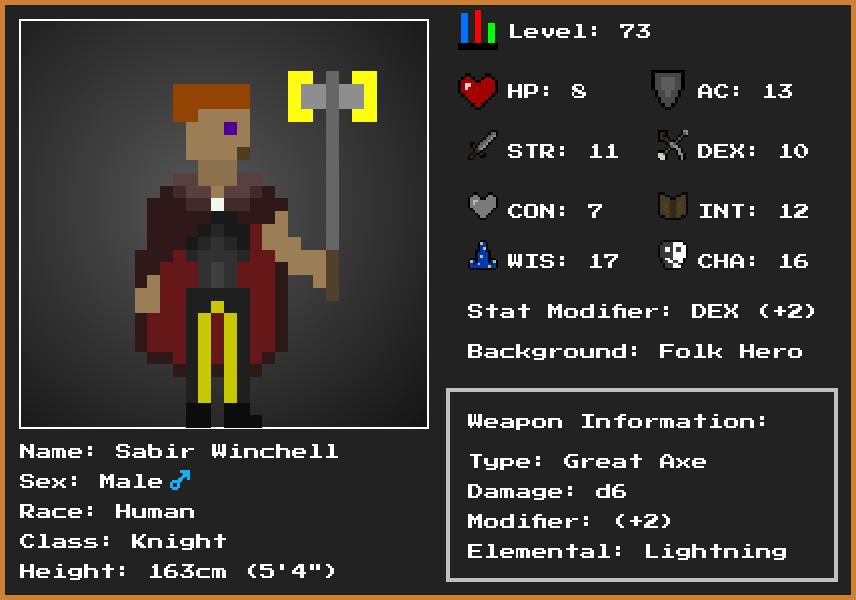 Level: 73
HP: 8
AC: 13
STR: 11
DEX: 10
CON: 7
INT: 12
WIS: 17
CHA: 16
Stat Modifier: DEX (+2)
Background: Folk Hero
Weapon Information:
Type: Great Axe
Damage: d6
Modifier: (+2)
Elemental: Lightning
Name: Sabir Winchell
Sex: Male♂
Race: Human
Class: Knight
Height: 163cm (5'4")